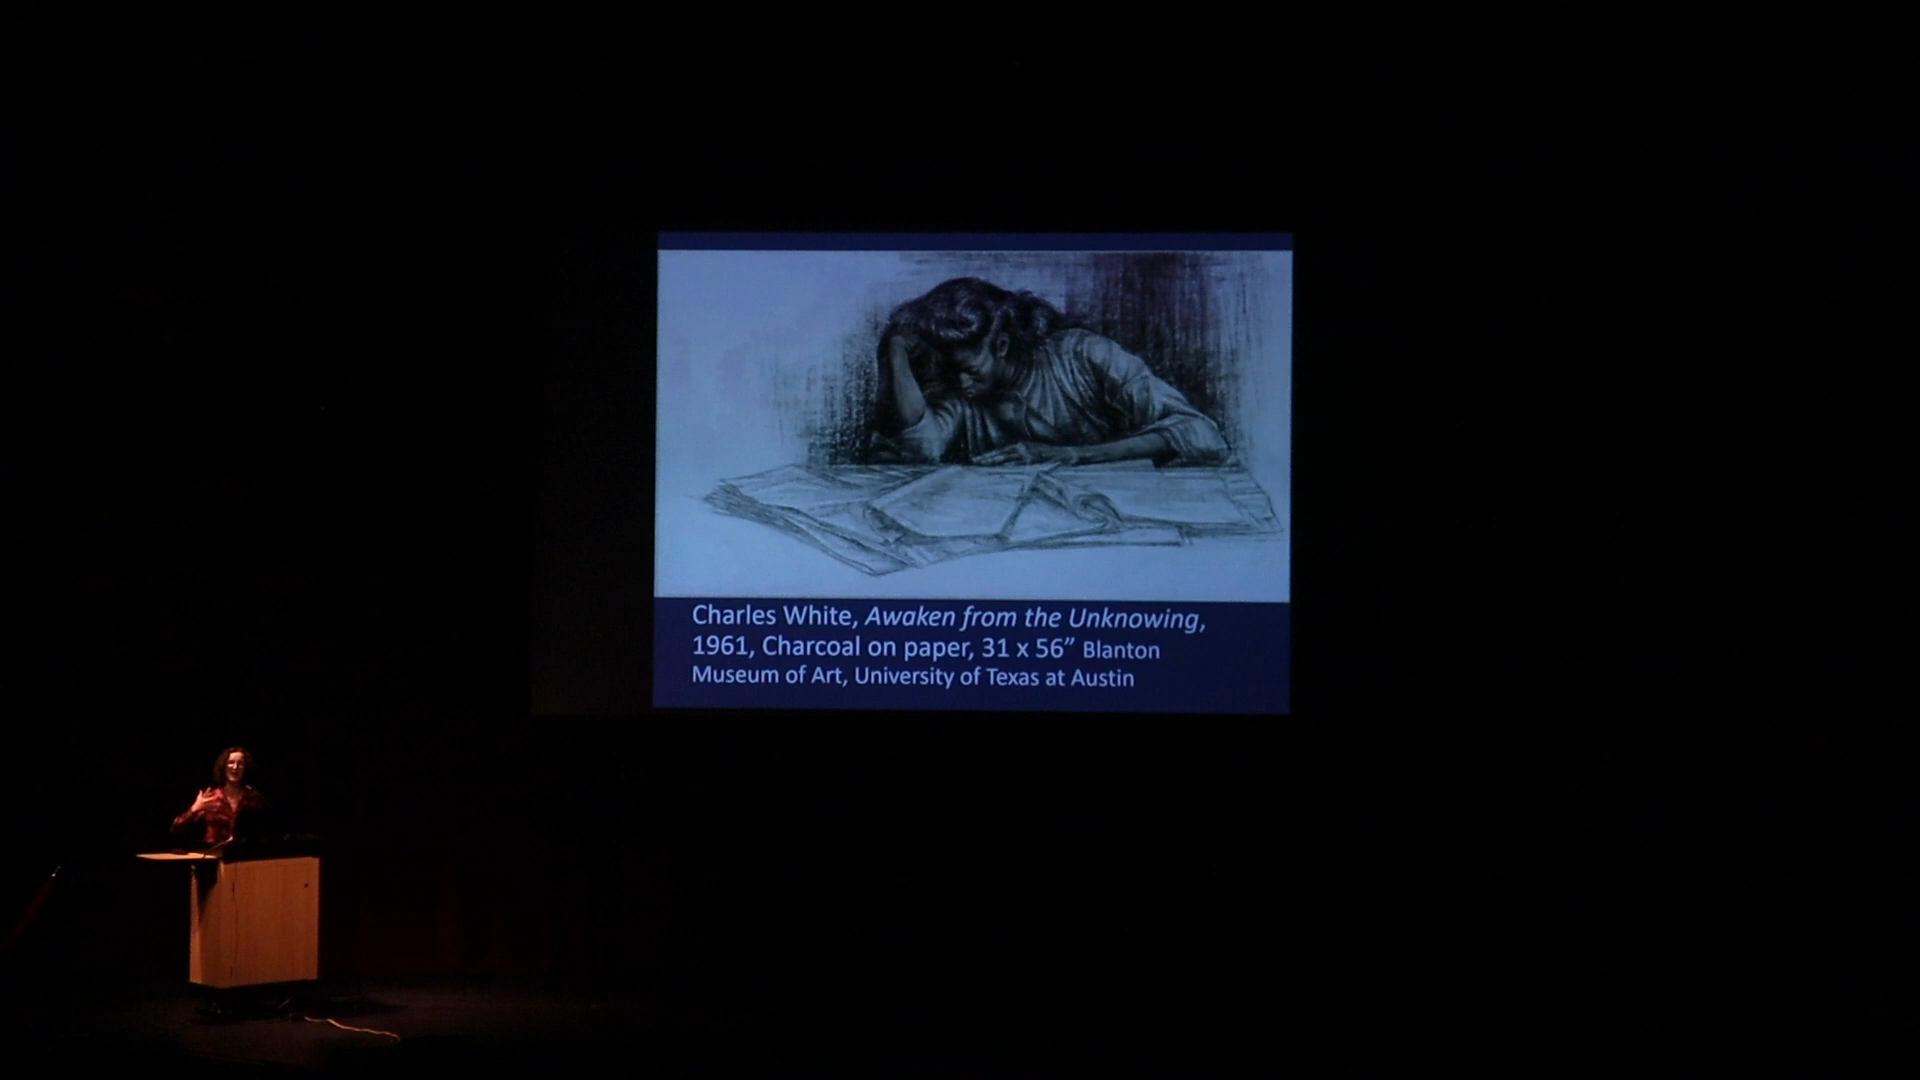 Charles White, Awaken from the Unknowing,
1961, Charcoal on paper, 31 x 56” Blanton
Museum of Art, University of Texas at Austin